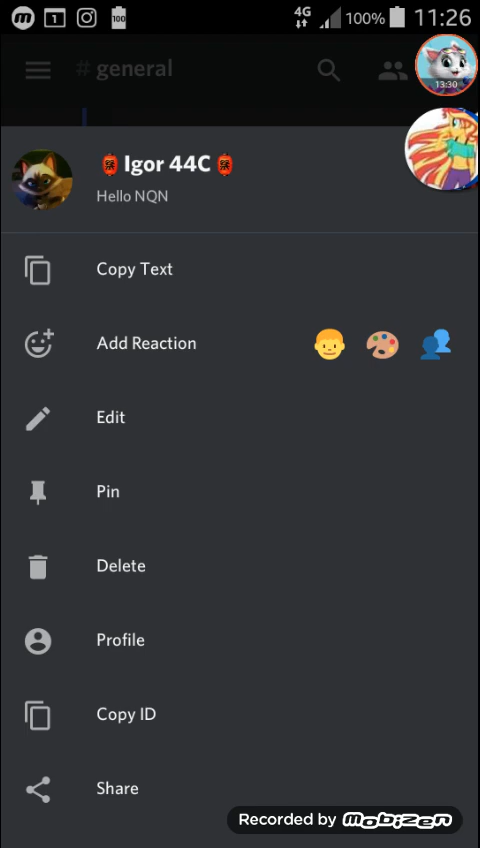 4G 100% 11:26
# general
13:30
Igor 44C
Hello NQN
Copy Text
Add Reaction
Edit
Pin
Delete
Profile
Copy ID
Share
Recorded by Mobizen